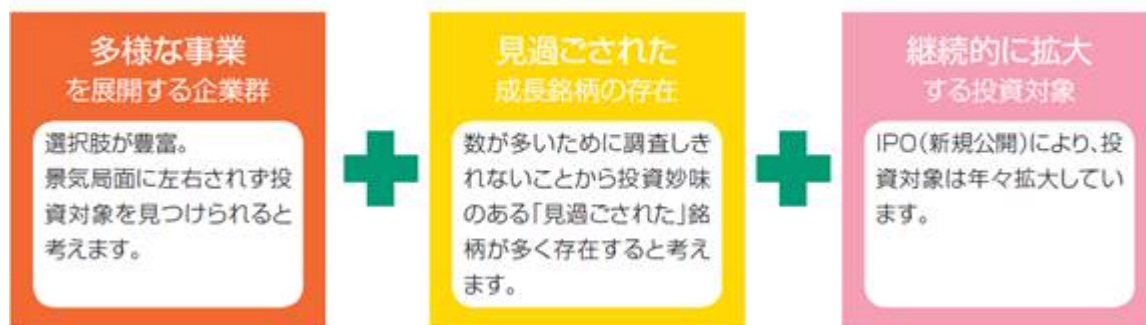 多様な事業
を展開する企業群
選択肢が豊富。
景気局面に左右されず投
資対象を見つけられると
考えます。
見過ごされた
成長銘柄の存在
数が多いために調査しき
れないことから投資妙味
のある「見過ごされた」銘
柄が多く存在すると考え
ます。
継続的に拡大
する投資対象
IPO(新規公開)により、投
資対象は年々拡大してい
ます。